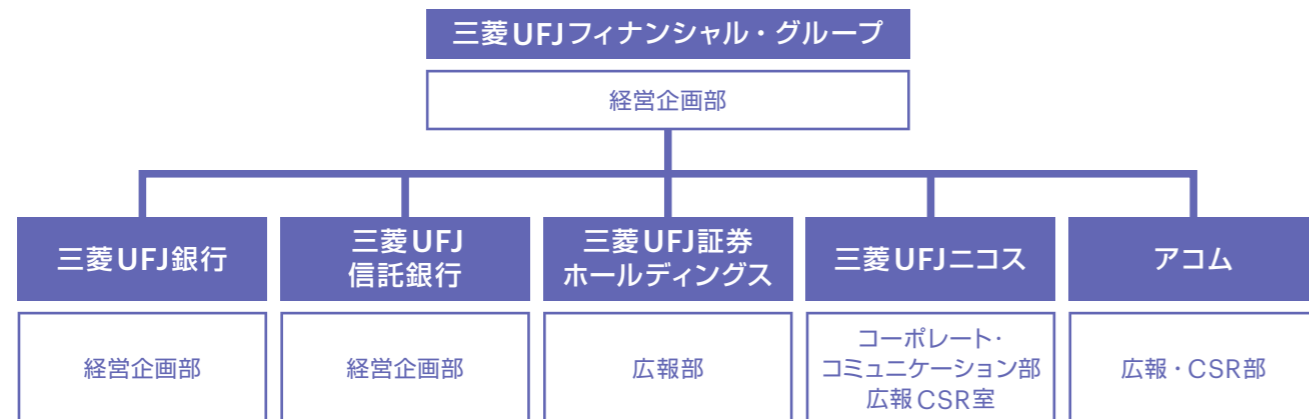 三菱UFJフィナンシャル・グループ
経営企画部
三菱UFJ銀行
経営企画部
三菱UFJ
信託銀行
経営企画部
三菱UFJ証券
ホールディングス
広報部
三菱UFJニコス
コーポレート・
コミュニケーション部
広報CSR室
アコム
広報・CSR部